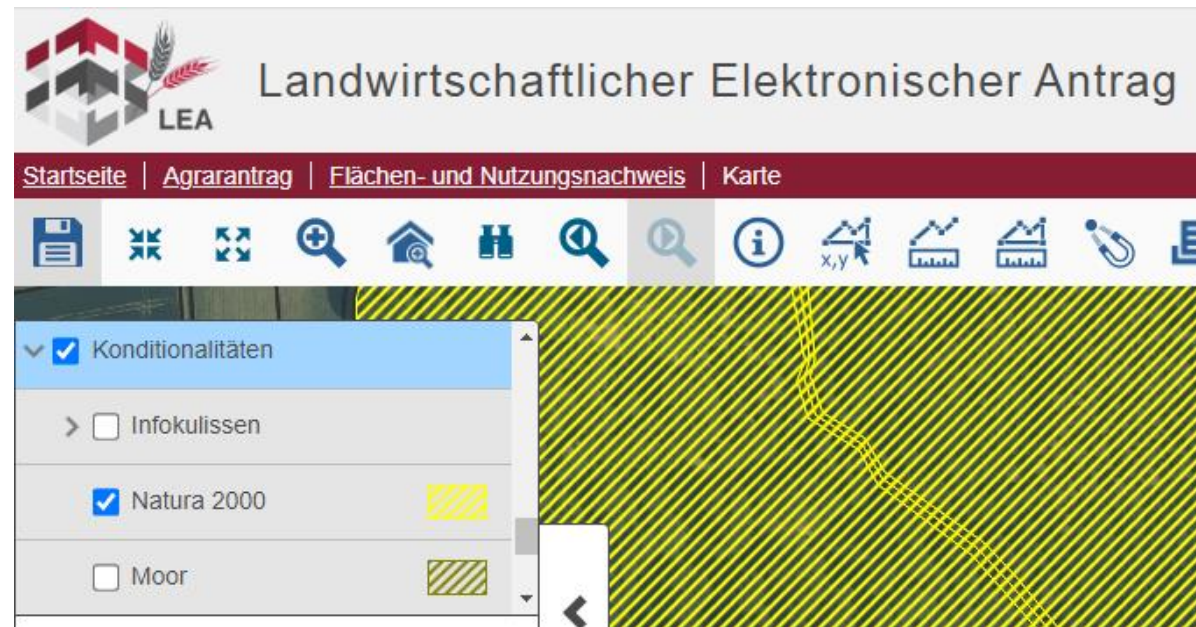 LEA
Landwirtschaftlicher Elektronischer Antrag
Startseite | Agrarantrag | Flächen- und Nutzungsnachweis | Karte
x,y
Konditionalitäten
Infokulissen
Natura 2000
Moor